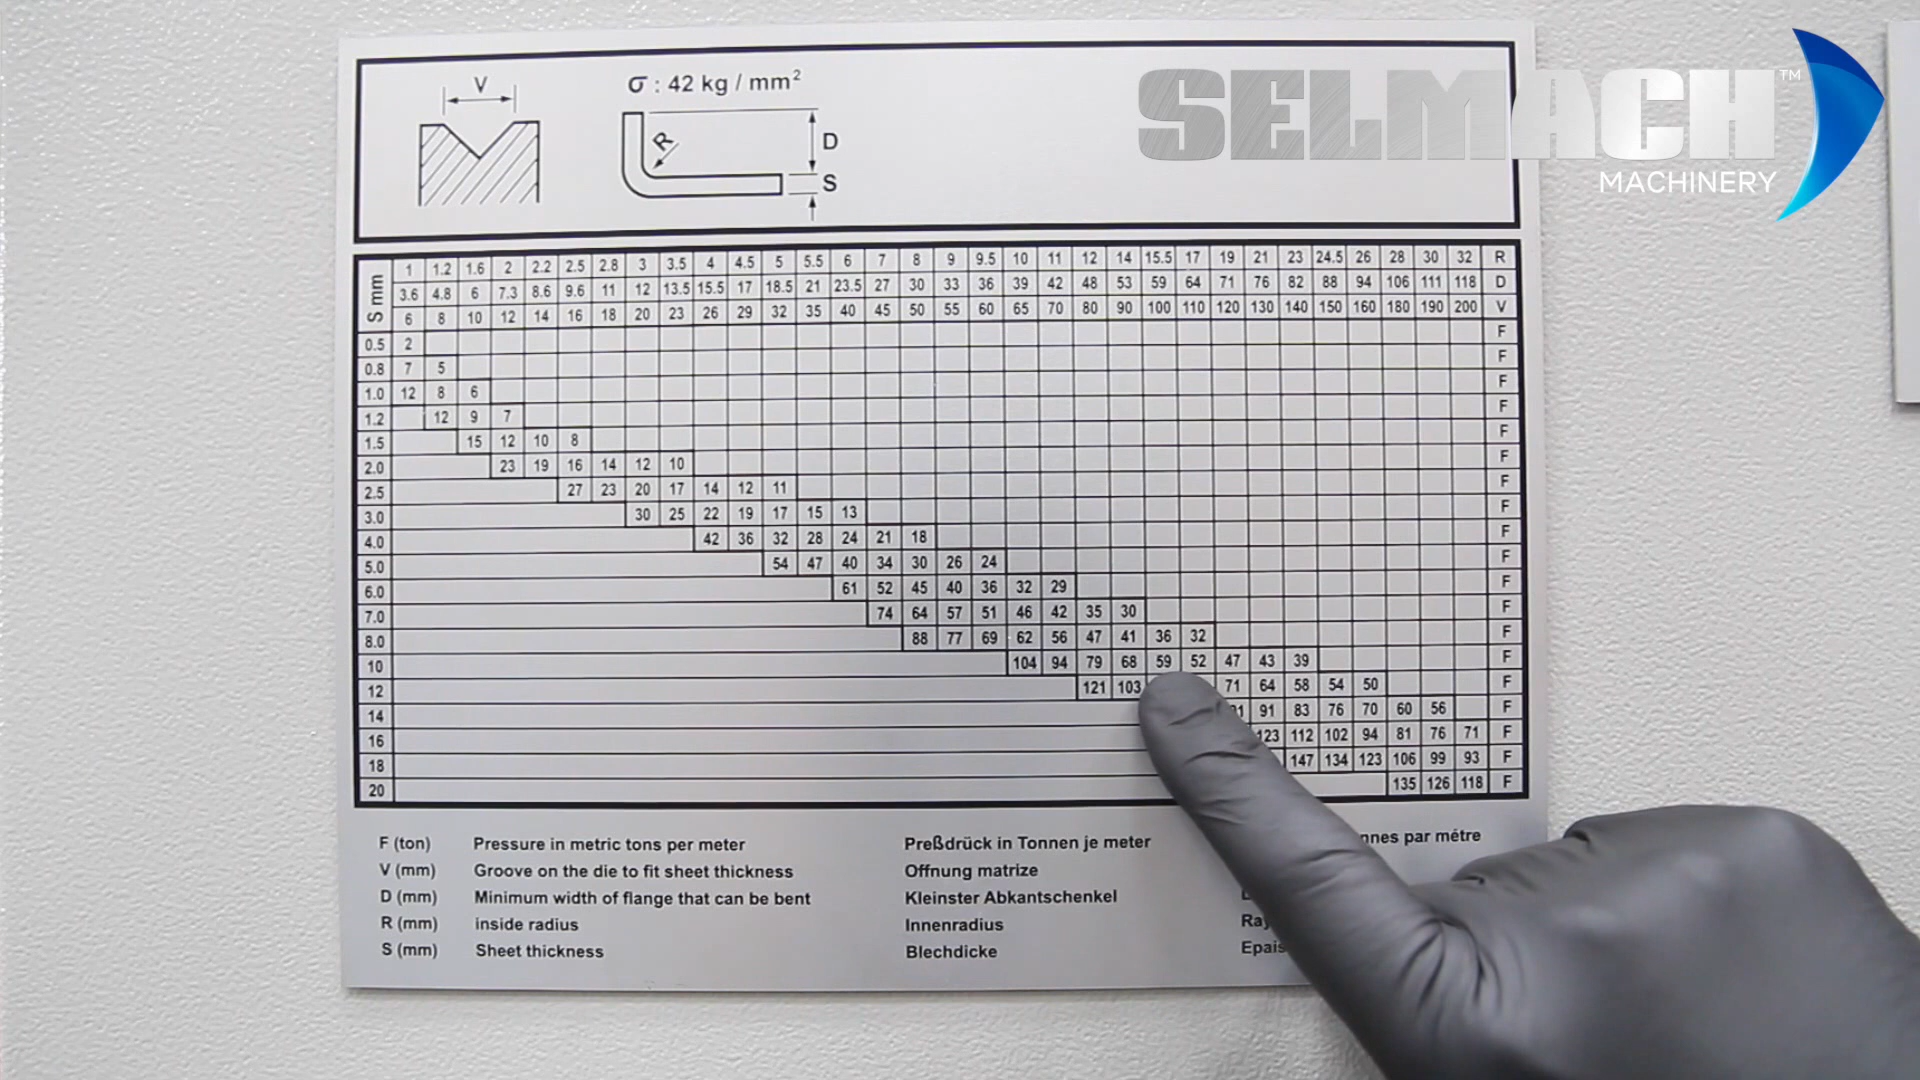 V
σ : 42 kg / mm²
R
D
S
SELMACH™
MACHINERY
S mm
1 1.2 1.6 2 2.2 2.5 2.8 3 3.5 4 4.5 5 5.5 6 7 8 9 9.5 10 11 12 14 15.5 17 19 21 23 24.5 26 28 30 32 R
3.6 4.8 6 7.3 8.6 9.6 11 12 13.5 15.5 17 18.5 21 23.5 27 30 33 36 39 42 48 53 59 64 71 76 82 88 94 106 111 118 D
6 8 10 12 14 16 18 20 23 26 29 32 35 40 45 50 55 60 65 70 80 90 100 110 120 130 140 150 160 180 190 200 V
0.5 2 F
0.8 7 5 F
1.0 12 8 6 F
1.2 12 9 7 F
1.5 15 12 10 8 F
2.0 23 19 16 14 12 10 F
2.5 27 23 20 17 14 12 11 F
3.0 30 25 22 19 17 15 13 F
4.0 42 36 32 28 24 21 18 F
5.0 54 47 40 34 30 26 24 F
6.0 61 52 45 40 36 32 29 F
7.0 74 64 57 51 46 42 35 30 F
8.0 88 77 69 62 56 47 41 36 32 F
10 104 94 79 68 59 52 47 43 39 F
12 121 103 71 64 58 54 50 F
14 91 83 76 70 60 56 F
16 123 112 102 94 81 76 71 F
18 147 134 123 106 99 93 F
20 135 126 118 F
F (ton) Pressure in metric tons per meter Preßdrück in Tonnen je meter nnes par métre
V (mm) Groove on the die to fit sheet thickness Offnung matrize
D (mm) Minimum width of flange that can be bent Kleinster Abkantschenkel
R (mm) inside radius Innenradius Ray
S (mm) Sheet thickness Blechdicke Epais